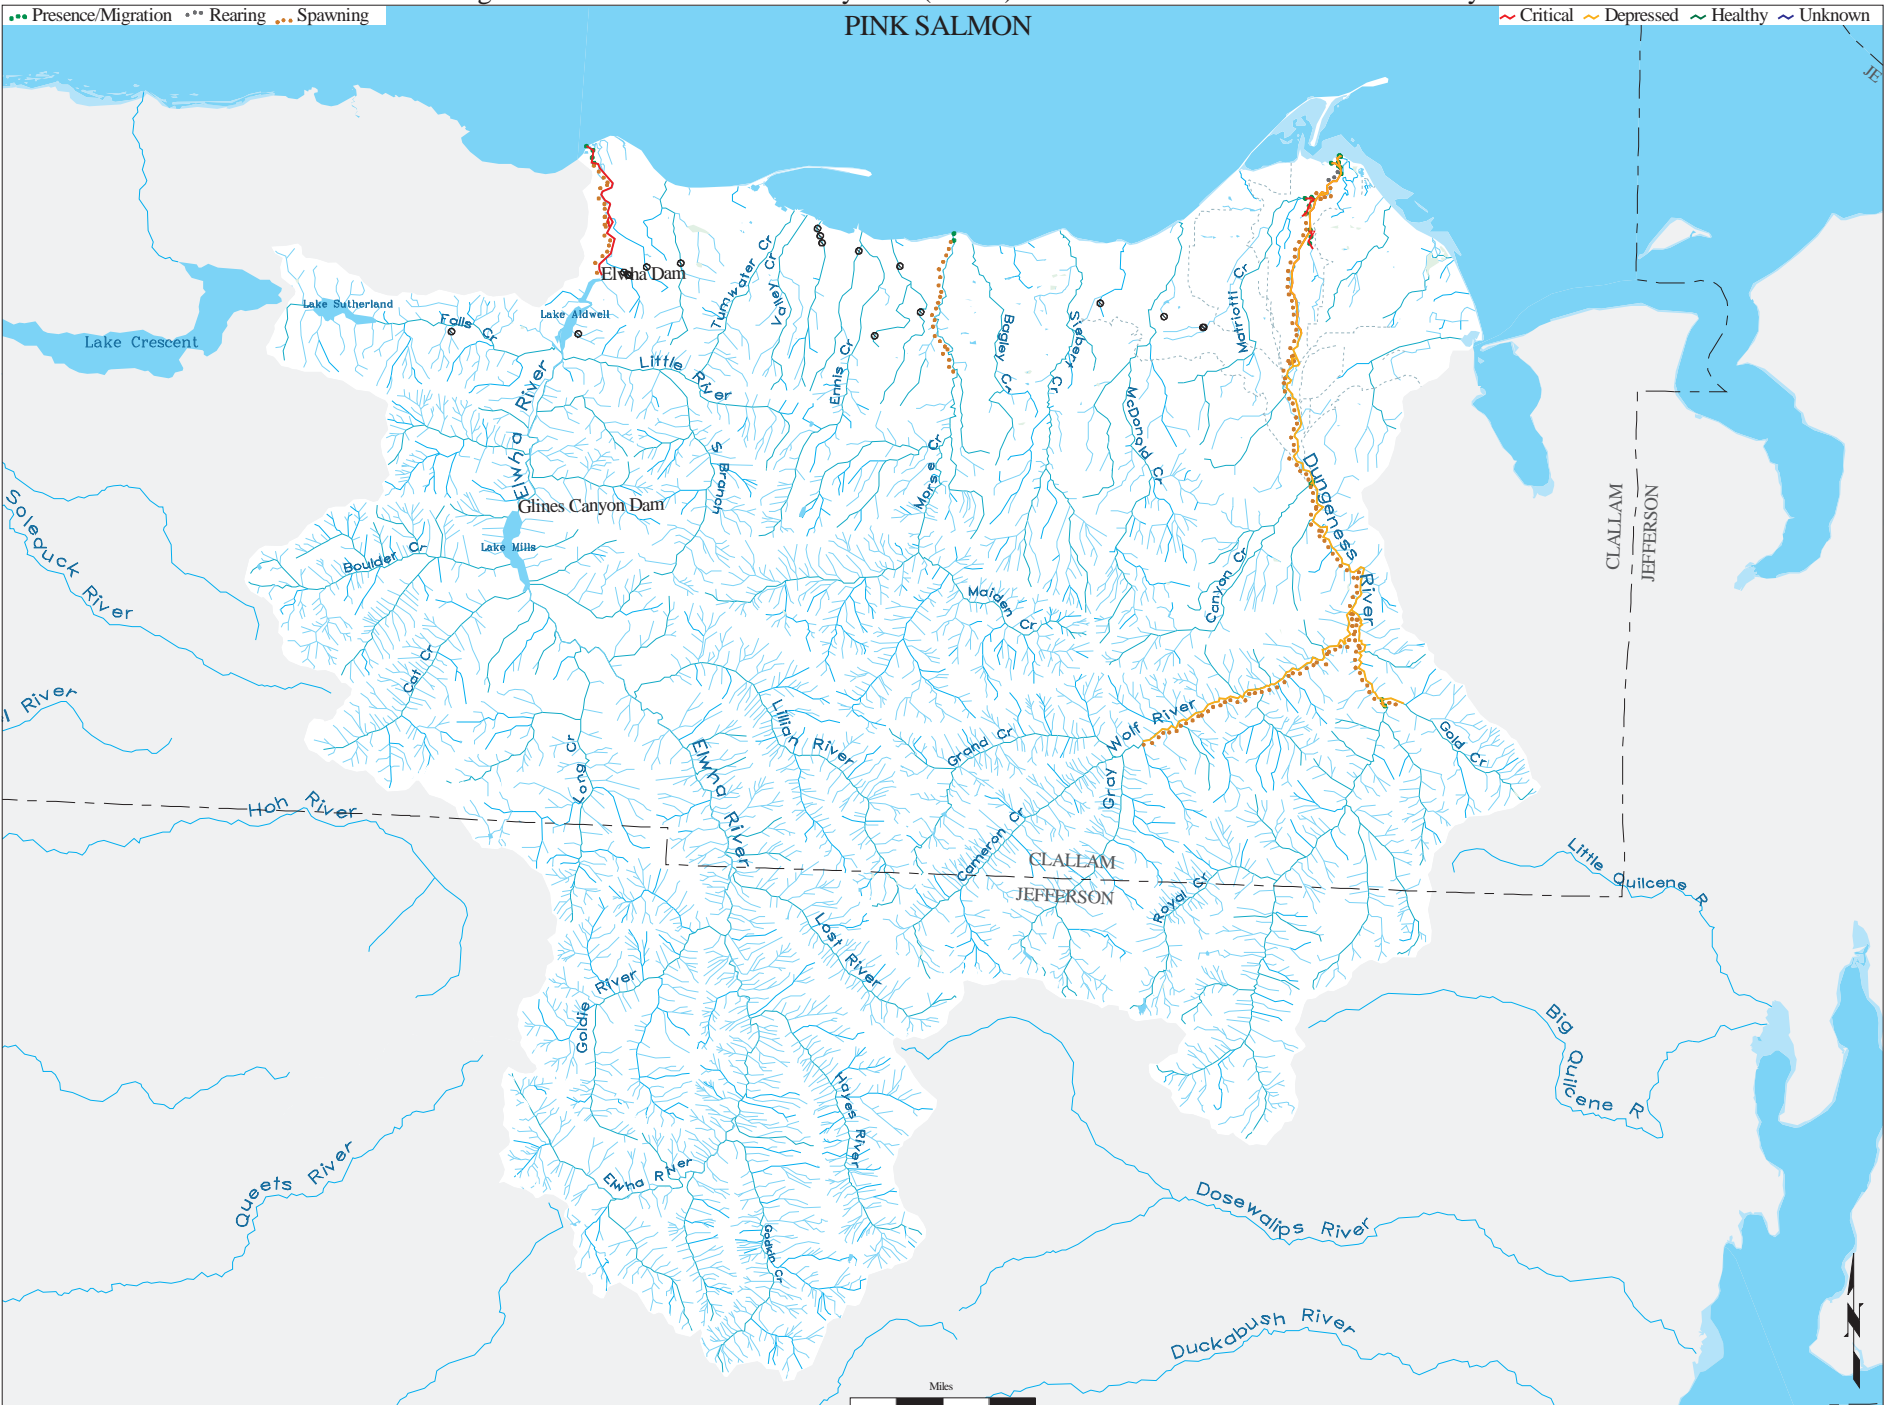 Presence/Migration Rearing Spawning
PINK SALMON
Critical Depressed Healthy Unknown
JE
Elwha Dam
Lake Sutherland
Lake Aldwell
Falls Cr
Lake Crescent
Little River
Tumwater Cr
Valley Cr
Ennis Cr
Bagley Cr
Siebert Cr
Matriotti Cr
McDonald Cr
Morse Cr
S Branch
Elwha River
Glines Canyon Dam
Lake Mills
Boulder Cr
Cat Cr
Soleduck River
River
Dungeness River
Canyon Cr
Maiden Cr
CLALLAM
JEFFERSON
Lillian River
Grand Cr
Gray Wolf River
Gold Cr
Long Cr
Elwha River
Hoh River
Cameron Cr
CLALLAM
JEFFERSON
Royal Cr
Little Quilcene R
Lost River
Goldie River
Big Quilcene R
Hayes River
Elwha River
Queets River
Godkin Cr
Dosewalips River
Duckabush River
N
Miles